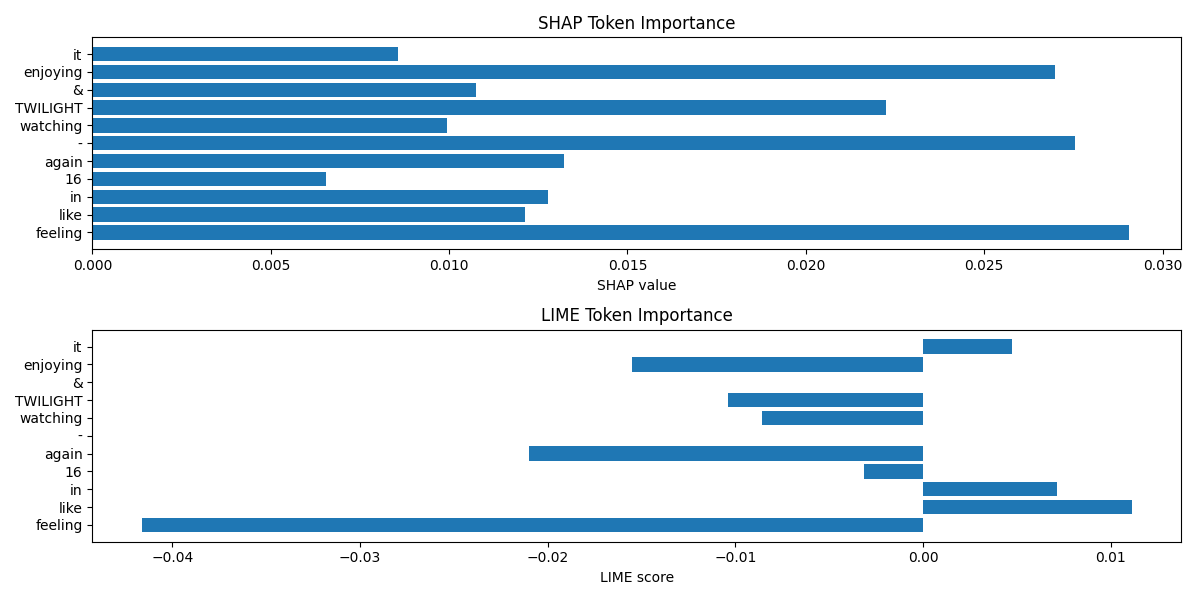 SHAP Token Importance
it
enjoying
&
TWILIGHT
watching
-
again
16
in
like
feeling
0.000 0.005 0.010 0.015 0.020 0.025 0.030
SHAP value
LIME Token Importance
it
enjoying
&
TWILIGHT
watching
-
again
16
in
like
feeling
−0.04 −0.03 −0.02 −0.01 0.00 0.01
LIME score